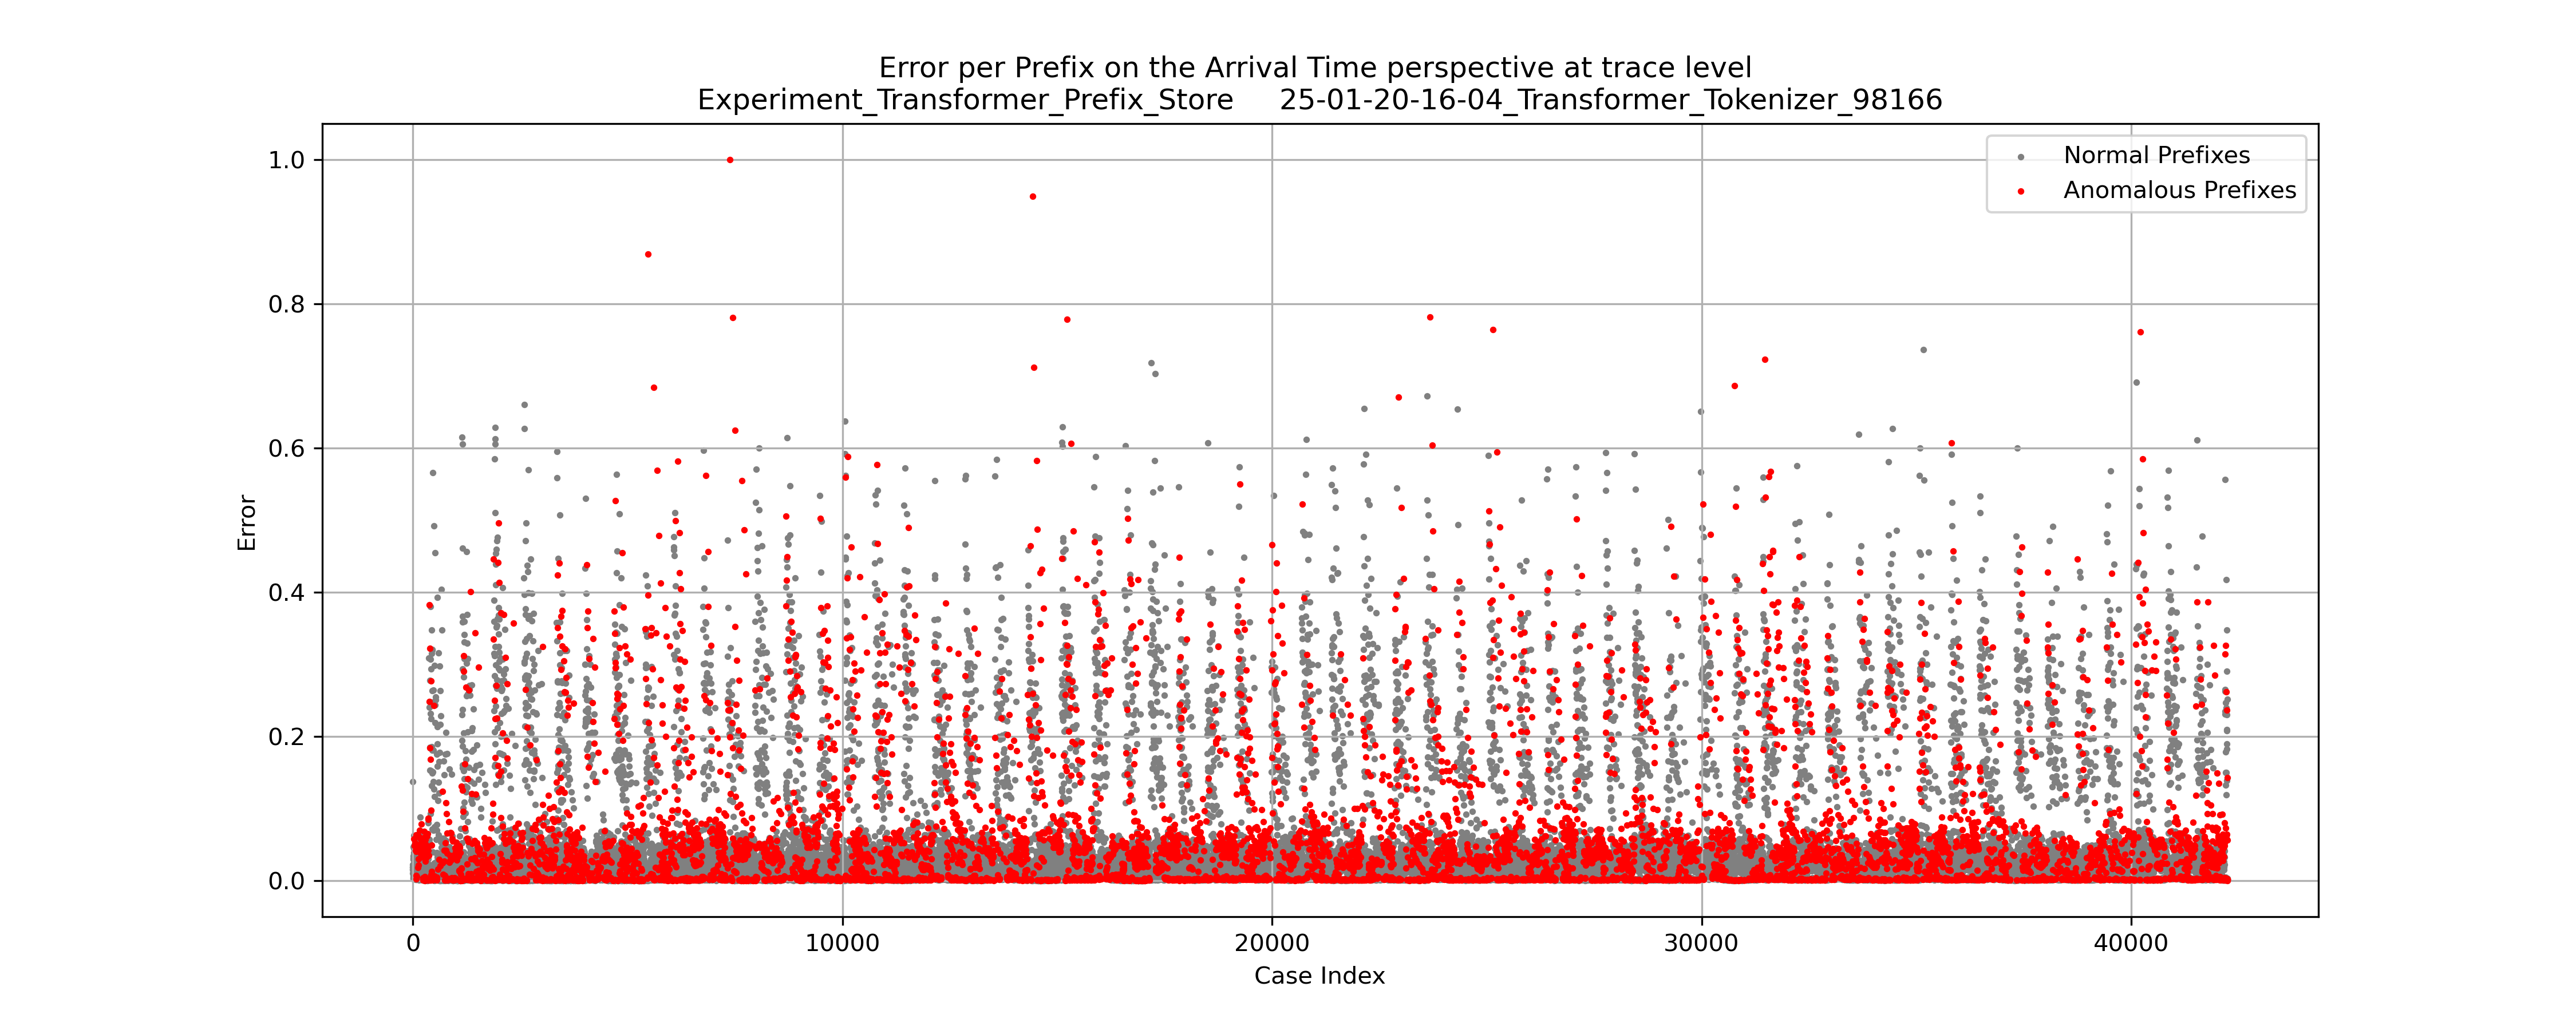 Error per Prefix on the Arrival Time perspective at trace level
Experiment_Transformer_Prefix_Store 25-01-20-16-04_Transformer_Tokenizer_98166
Normal Prefixes
Anomalous Prefixes
1.0
0.8
0.6
0.4
0.2
0.0
Error
0 10000 20000 30000 40000
Case Index